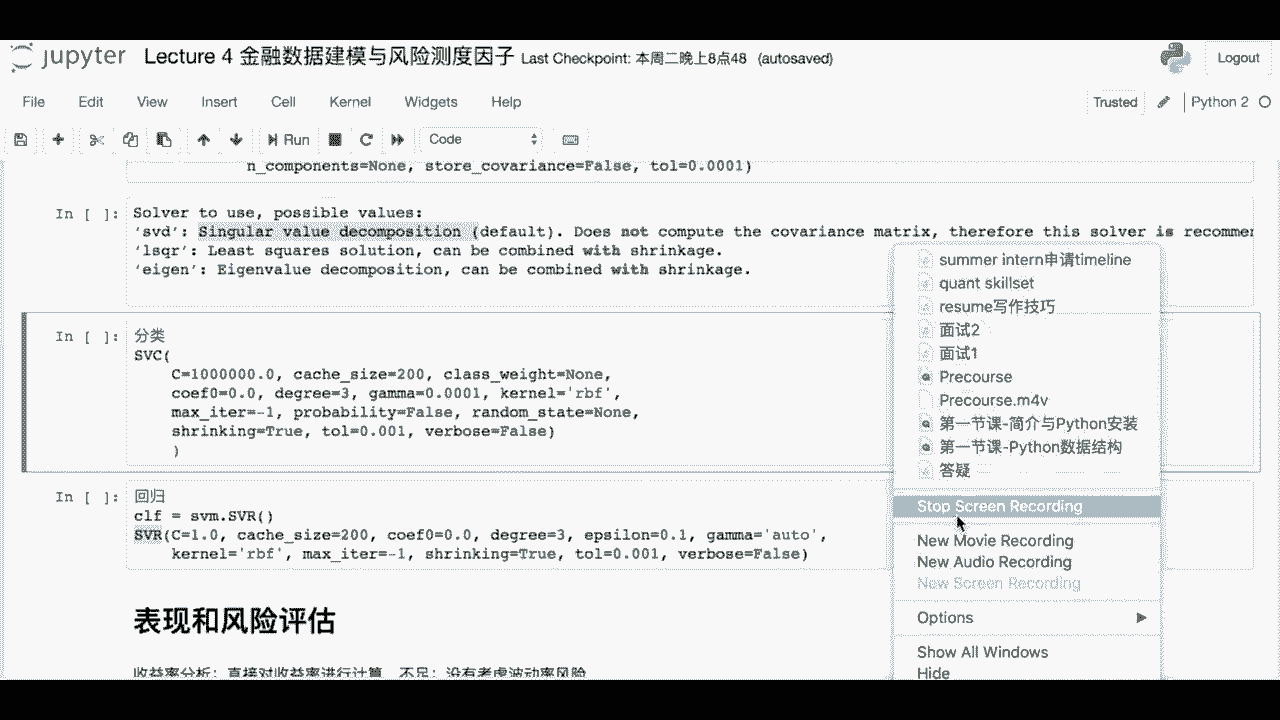 jupyter Lecture 4 金融数据建模与风险测度因子 Last Checkpoint: 本周二晚上8点48 (autosaved) Logout
File Edit View Insert Cell Kernel Widgets Help Trusted Python 2
Run Code
n_components=None, store_covariance=False, tol=0.0001)
In [ ]: Solver to use, possible values:
‘svd’: Singular value decomposition (default). Does not compute the covariance matrix, therefore this solver is recommen
‘lsqr’: Least squares solution, can be combined with shrinkage.
‘eigen’: Eigenvalue decomposition, can be combined with shrinkage.
In [ ]: 分类
SVC(
C=1000000.0, cache_size=200, class_weight=None,
coef0=0.0, degree=3, gamma=0.0001, kernel='rbf',
max_iter=-1, probability=False, random_state=None,
shrinking=True, tol=0.001, verbose=False)
)
In [ ]: 回归
clf = svm.SVR()
SVR(C=1.0, cache_size=200, coef0=0.0, degree=3, epsilon=0.1, gamma='auto',
kernel='rbf', max_iter=-1, shrinking=True, tol=0.001, verbose=False)
表现和风险评估
收益率分析：直接对收益率进行计算，不足：没有考虑波动率风险
summer intern申请timeline
quant skillset
resume写作技巧
面试2
面试1
Precourse
Precourse.m4v
第一节课-简介与Python安装
第一节课-Python数据结构
答疑
Stop Screen Recording
New Movie Recording
New Audio Recording
New Screen Recording
Options
Show All Windows
Hide